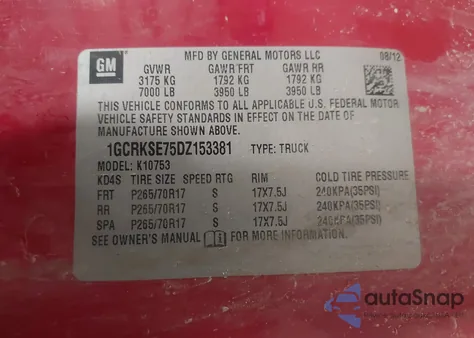 GM
MFD BY GENERAL MOTORS LLC
08/12
GVWR GAWR FRT GAWR RR
3175 KG 1792 KG 1792 KG
7000 LB 3950 LB 3950 LB
THIS VEHICLE CONFORMS TO ALL APPLICABLE U.S. FEDERAL MOTOR
VEHICLE SAFETY STANDARDS IN EFFECT ON THE DATE OF
MANUFACTURE SHOWN ABOVE.
1GCRKSE75DZ153381 TYPE: TRUCK
MODEL: K10753
KD4S TIRE SIZE SPEED RTG RIM COLD TIRE PRESSURE
FRT P265/70R17 S 17X7.5J 240KPA(35PSI)
RR P265/70R17 S 17X7.5J 240KPA(35PSI)
SPA P265/70R17 S 17X7.5J 240KPA(35PSI)
SEE OWNER'S MANUAL i FOR MORE INFORMATION.
autoSnap